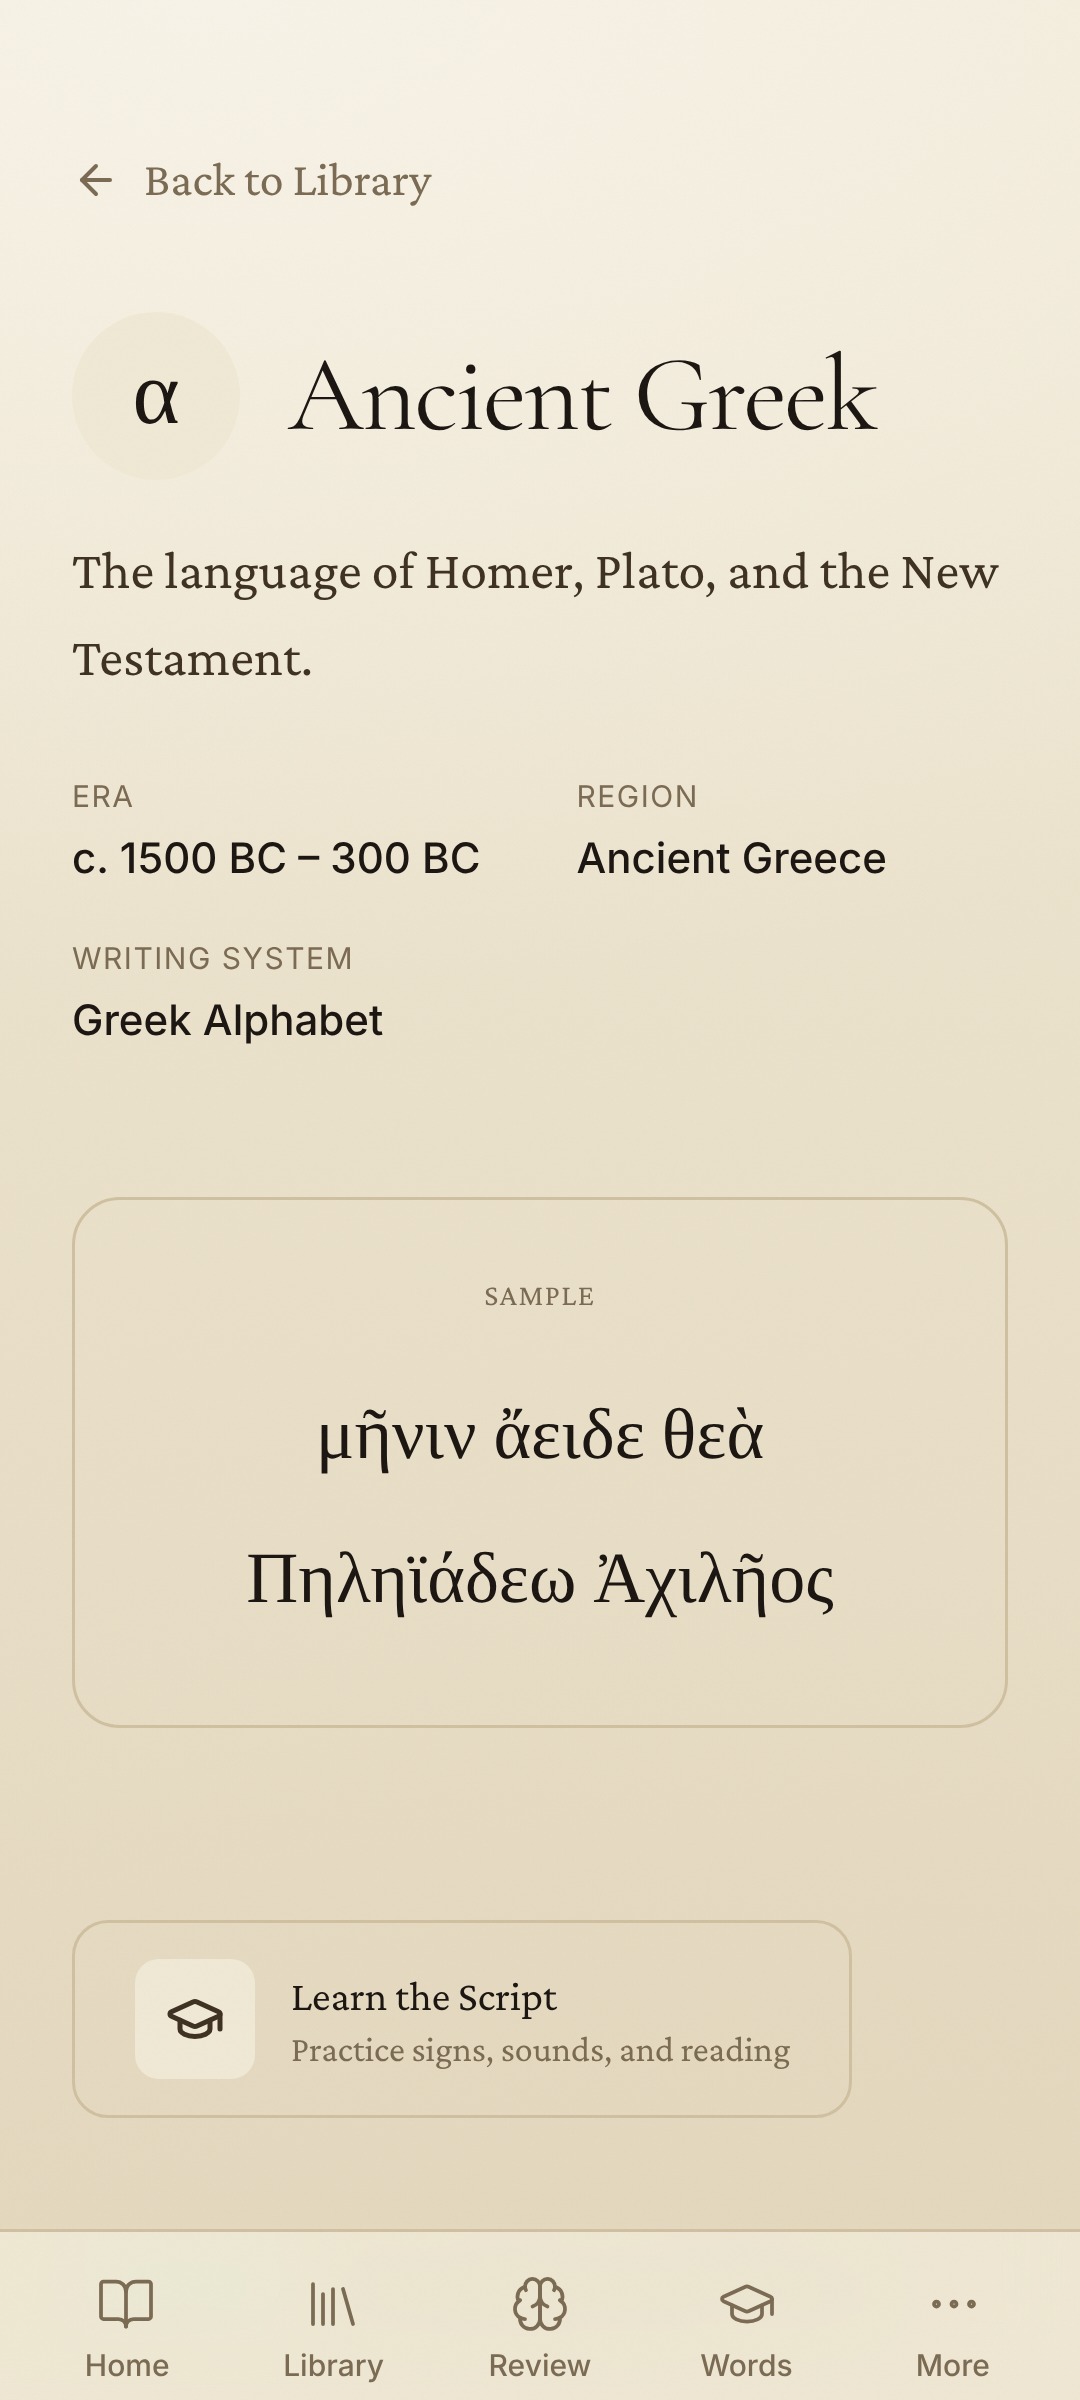 Back to Library
α
Ancient Greek
The language of Homer, Plato, and the New
Testament.
ERA
c. 1500 BC – 300 BC
REGION
Ancient Greece
WRITING SYSTEM
Greek Alphabet
SAMPLE
μῆνιν ἄειδε θεὰ
Πηληϊάδεω Ἀχιλῆος
Learn the Script
Practice signs, sounds, and reading
Home
Library
Review
Words
More